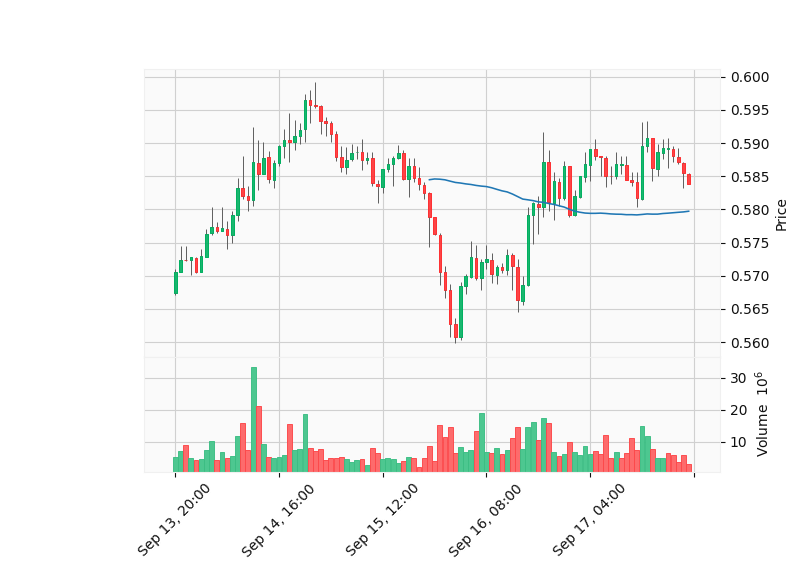 0.600
0.595
0.590
0.585
0.580
0.575
0.570
0.565
0.560
Price
30
20
10
Volume 10⁶
Sep 13, 20:00
Sep 14, 16:00
Sep 15, 12:00
Sep 16, 08:00
Sep 17, 04:00